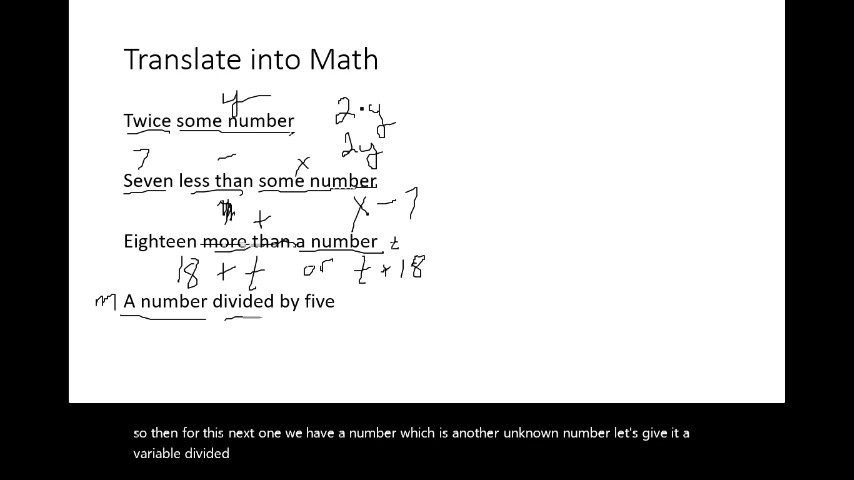 Translate into Math
y
Twice some number 2 · y
2y
7 − x
Seven less than some number
+ x − 7
Eighteen more than a number t
18 + t or t + 18
m A number divided by five
so then for this next one we have a number which is another unknown number let's give it a
variable divided